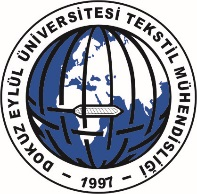 DOKUZ EYLÜL ÜNİVERSİTESİ TEKSTİL MÜHENDİSLİĞİ
- 1997 -